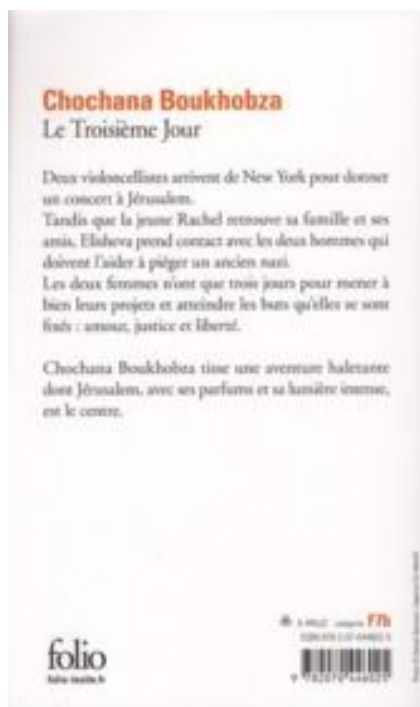 Chochana Boukhobza
Le Troisième Jour
Deux violoncellistes arrivent de New York pour donner
un concert à Jérusalem.
Tandis que la jeune Rachel retrouve sa famille et ses
amis, Elisheva prend contact avec les deux hommes qui
doivent l'aider à piéger un ancien nazi.
Les deux femmes n'ont que trois jours pour mener à
bien leurs projets et atteindre les buts qu'elles se sont
fixés : amour, justice et liberté.
Chochana Boukhobza tisse une aventure haletante
dont Jérusalem, avec ses parfums et sa lumière intense,
est le centre.
F7b
folio
folio-lesite.fr